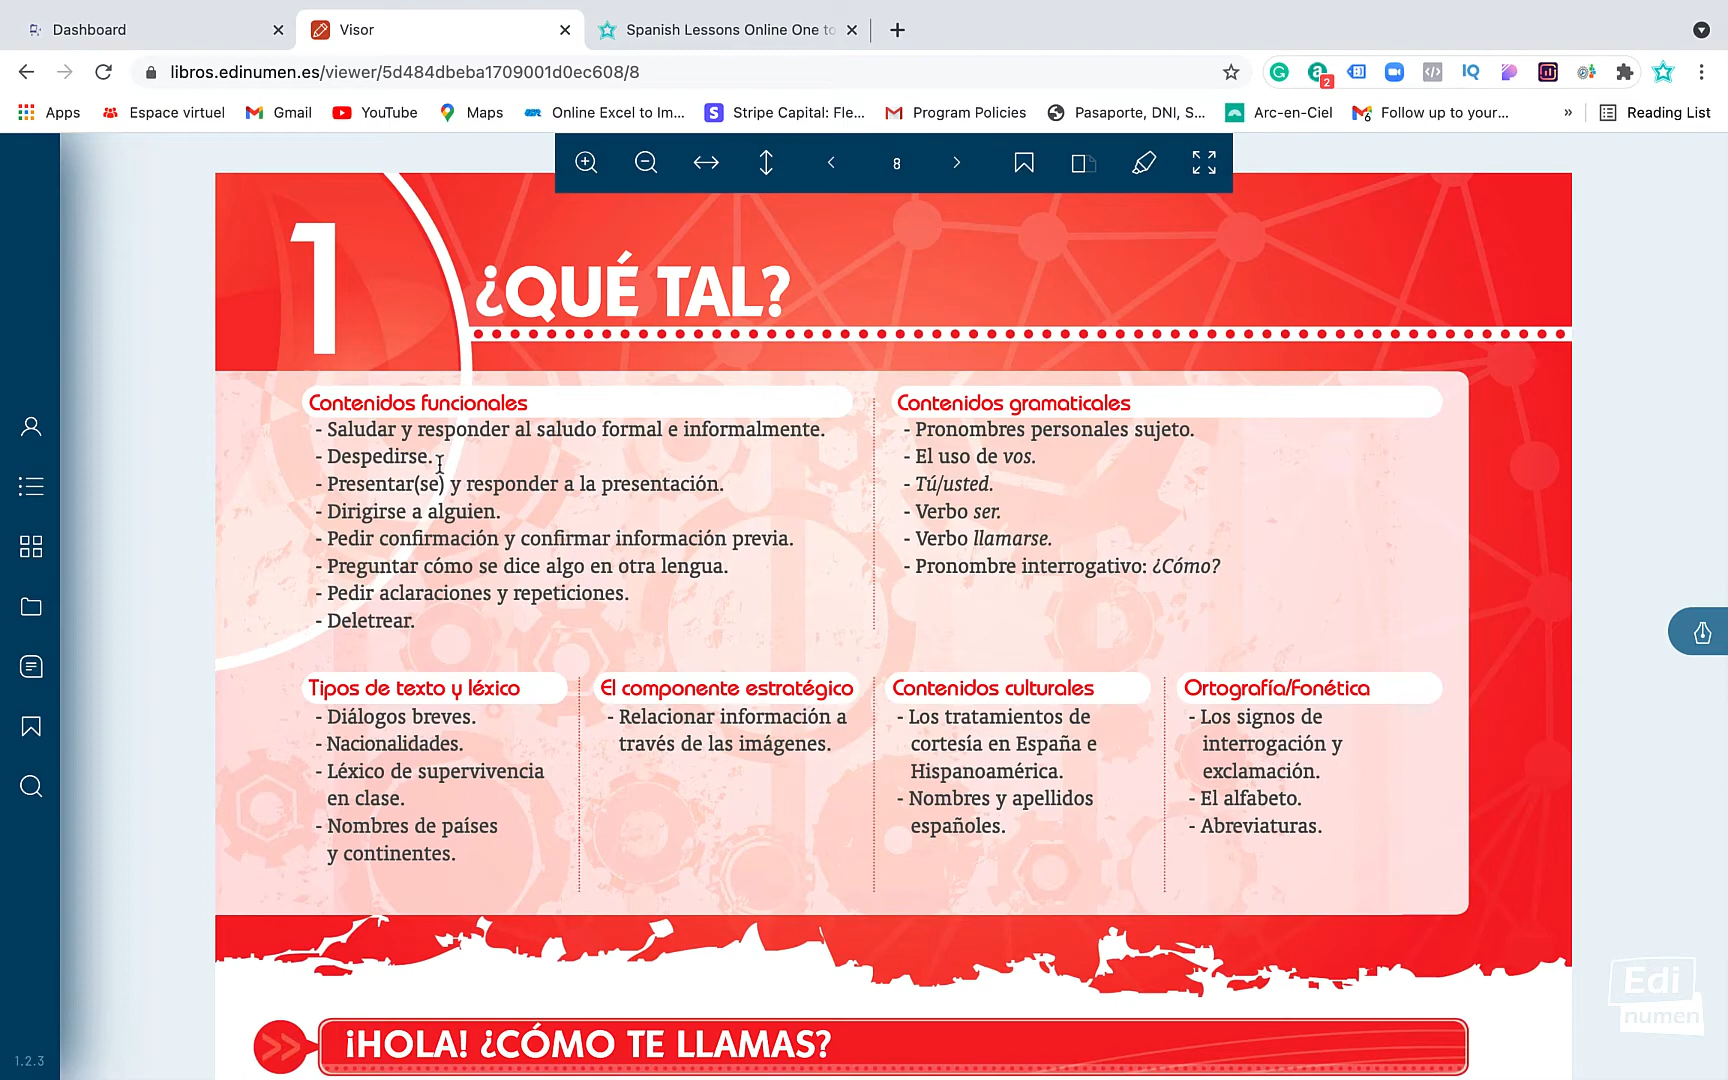 Dashboard
Visor
Spanish Lessons Online One to
libros.edinumen.es/viewer/5d484dbeba1709001d0ec608/8
2
Apps
Espace virtuel
Gmail
YouTube
Maps
Online Excel to Im...
Stripe Capital: Fle...
Program Policies
Pasaporte, DNI, S...
Arc-en-Ciel
Follow up to your...
»
Reading List
8
1
¿QUÉ TAL?
Contenidos funcionales
- Saludar y responder al saludo formal e informalmente.
- Despedirse.
- Presentar(se) y responder a la presentación.
- Dirigirse a alguien.
- Pedir confirmación y confirmar información previa.
- Preguntar cómo se dice algo en otra lengua.
- Pedir aclaraciones y repeticiones.
- Deletrear.
Contenidos gramaticales
- Pronombres personales sujeto.
- El uso de vos.
- Tú/usted.
- Verbo ser.
- Verbo llamarse.
- Pronombre interrogativo: ¿Cómo?
Tipos de texto y léxico
- Diálogos breves.
- Nacionalidades.
- Léxico de supervivencia
en clase.
- Nombres de países
y continentes.
El componente estratégico
- Relacionar información a
través de las imágenes.
Contenidos culturales
- Los tratamientos de
cortesía en España e
Hispanoamérica.
- Nombres y apellidos
españoles.
Ortografía/Fonética
- Los signos de
interrogación y
exclamación.
- El alfabeto.
- Abreviaturas.
Edi
numen
¡HOLA! ¿CÓMO TE LLAMAS?
1.2.3